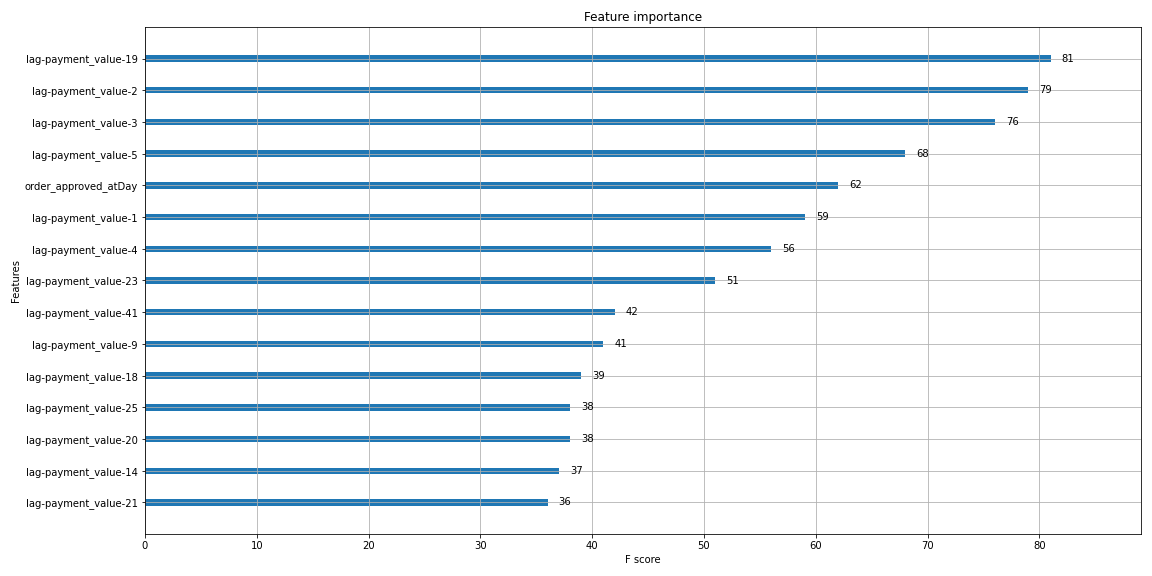 Feature importance
Features
lag-payment_value-19 81
lag-payment_value-2 79
lag-payment_value-3 76
lag-payment_value-5 68
order_approved_atDay 62
lag-payment_value-1 59
lag-payment_value-4 56
lag-payment_value-23 51
lag-payment_value-41 42
lag-payment_value-9 41
lag-payment_value-18 39
lag-payment_value-25 38
lag-payment_value-20 38
lag-payment_value-14 37
lag-payment_value-21 36
0 10 20 30 40 50 60 70 80
F score